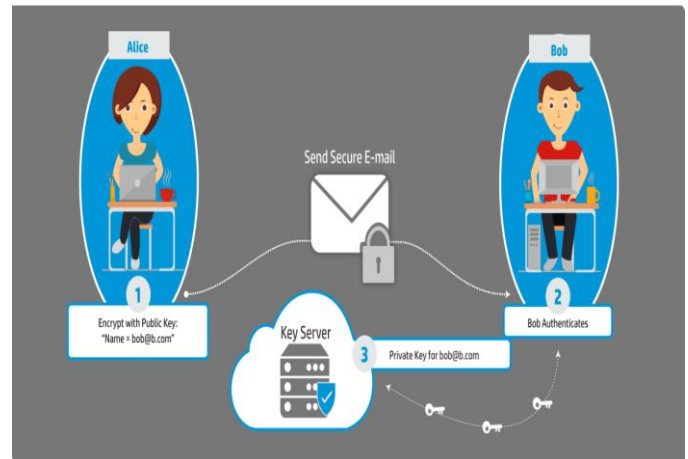 Alice
Bob
Send Secure E-mail
1
Encrypt with Public Key:
"Name = bob@b.com"
2
Bob Authenticates
Key Server
3
Private Key for bob@b.com